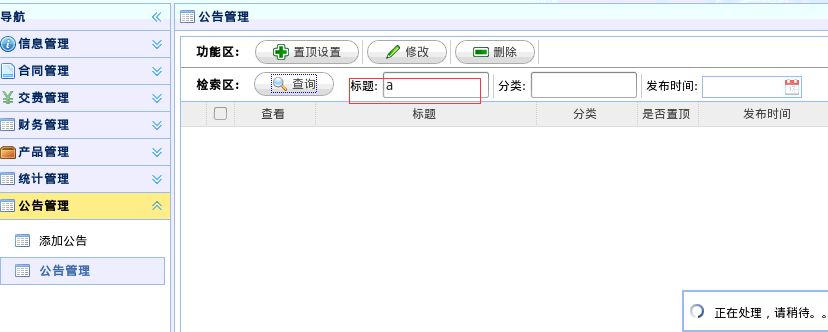 导航
信息管理
合同管理
交费管理
财务管理
产品管理
统计管理
公告管理
添加公告
公告管理
公告管理
功能区: 置顶设置 修改 删除
检索区: 查询 标题: a 分类: 发布时间:
查看 标题 分类 是否置顶 发布时间
正在处理，请稍待。。